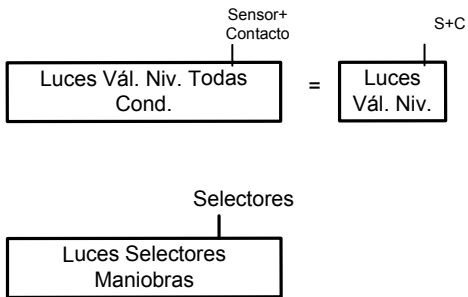 Sensor+
Contacto
S+C
Luces Vál. Niv. Todas
Cond.
=
Luces
Vál. Niv.
Selectores
Luces Selectores
Maniobras